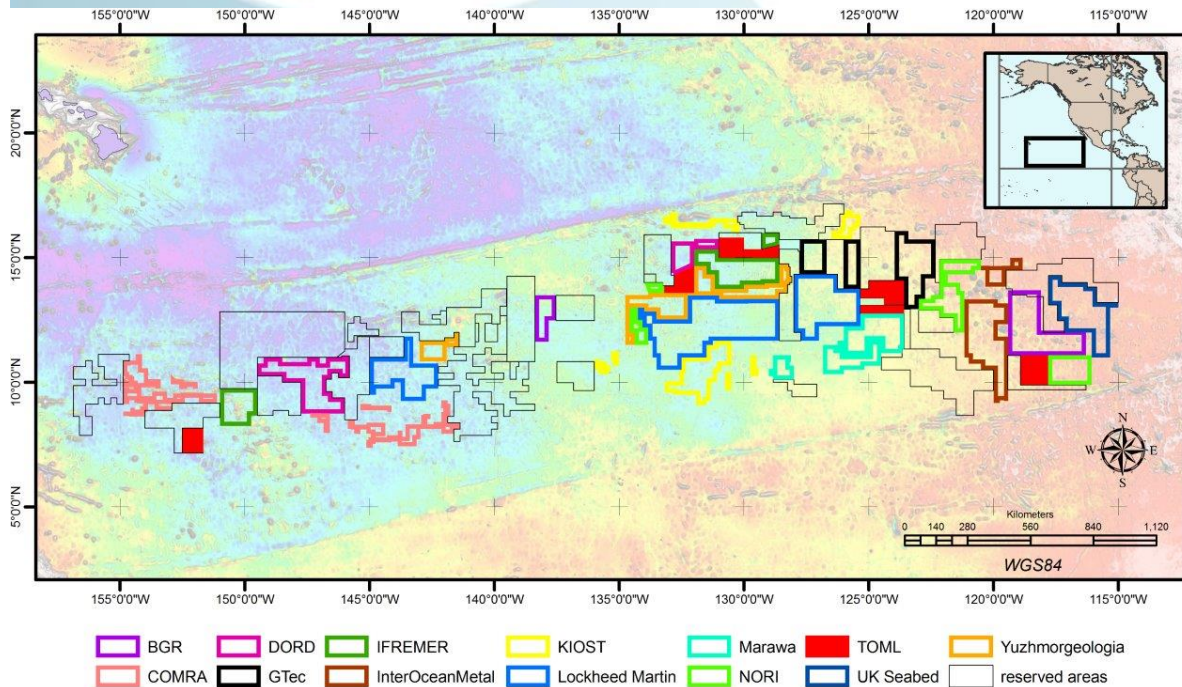 155°0'0"W 150°0'0"W 145°0'0"W 140°0'0"W 135°0'0"W 130°0'0"W 125°0'0"W 120°0'0"W 115°0'0"W
20°0'0"N
15°0'0"N
10°0'0"N
5°0'0"N
N
W E
S
Kilometers
0 140 280 560 840 1,120
WGS84
155°0'0"W 150°0'0"W 145°0'0"W 140°0'0"W 135°0'0"W 130°0'0"W 125°0'0"W 120°0'0"W 115°0'0"W
BGR DORD IFREMER KIOST Marawa TOML Yuzhmorgeologia
COMRA GTec InterOceanMetal Lockheed Martin NORI UK Seabed reserved areas